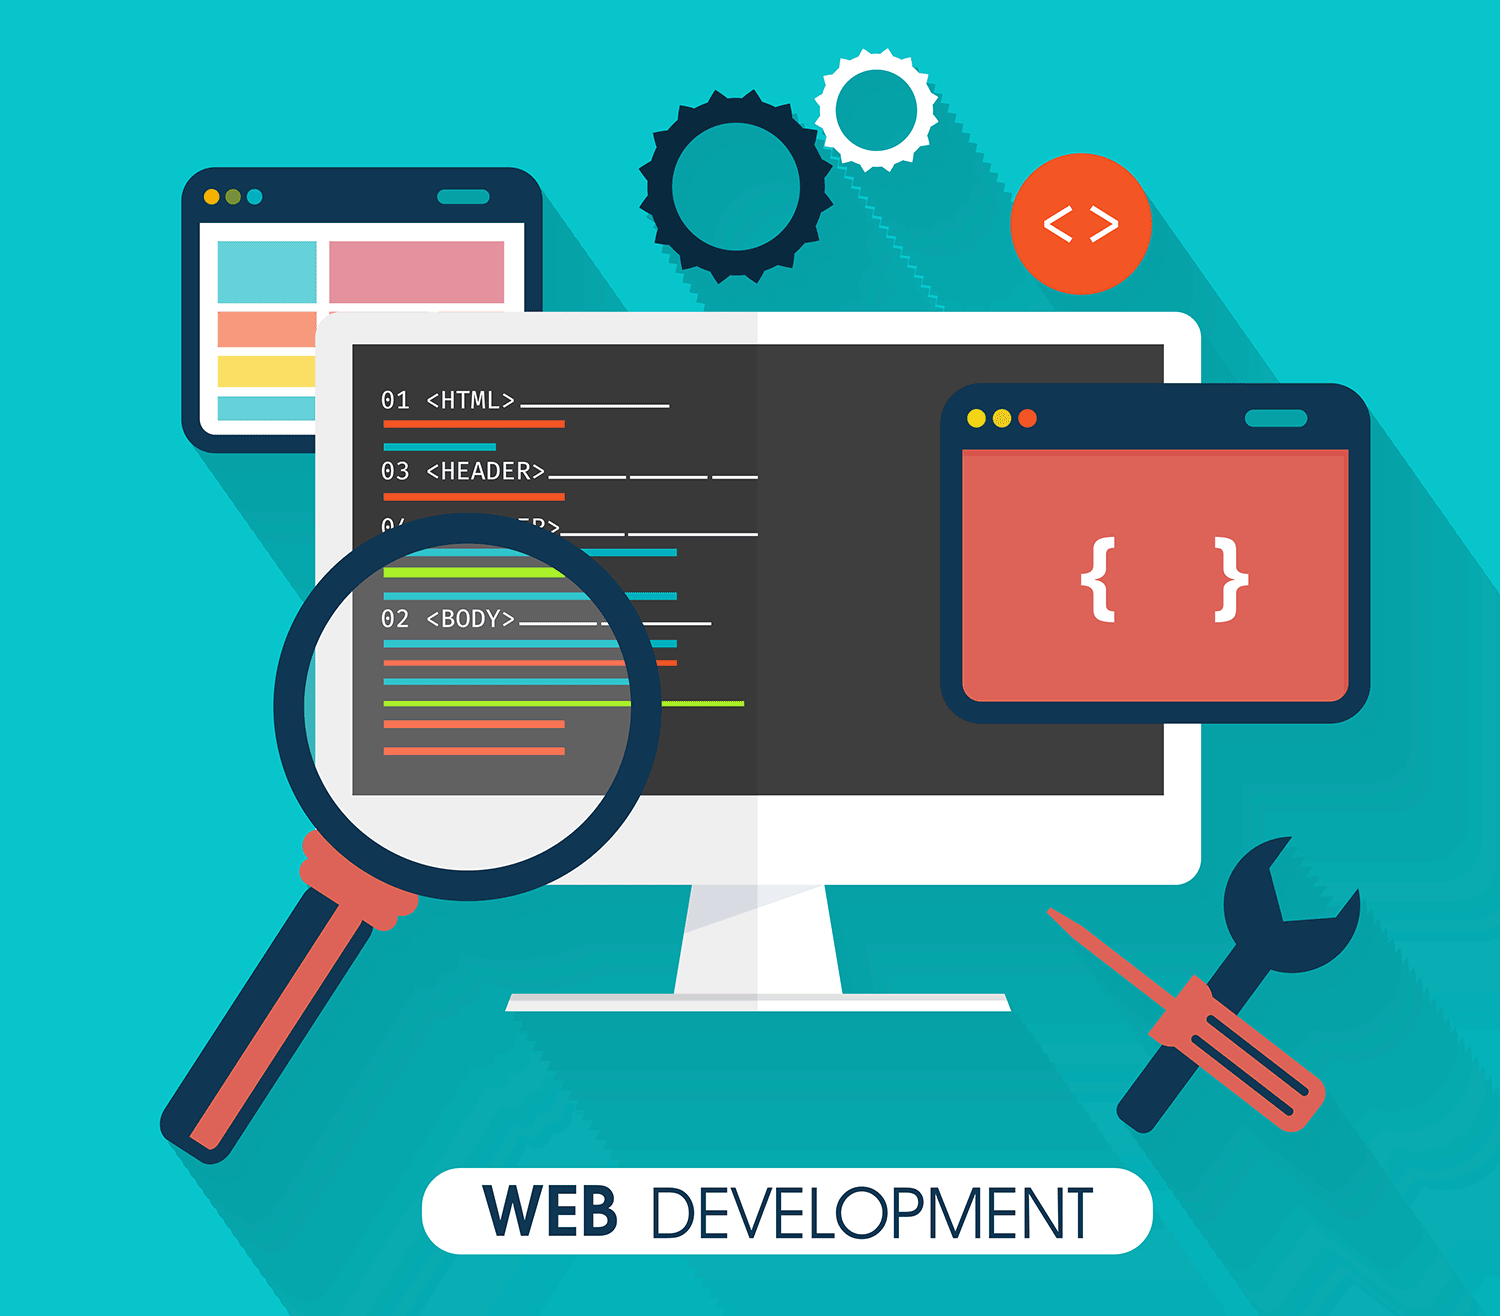 < >
01 <HTML>
03 <HEADER>
02 <BODY>
{ }
WEB DEVELOPMENT